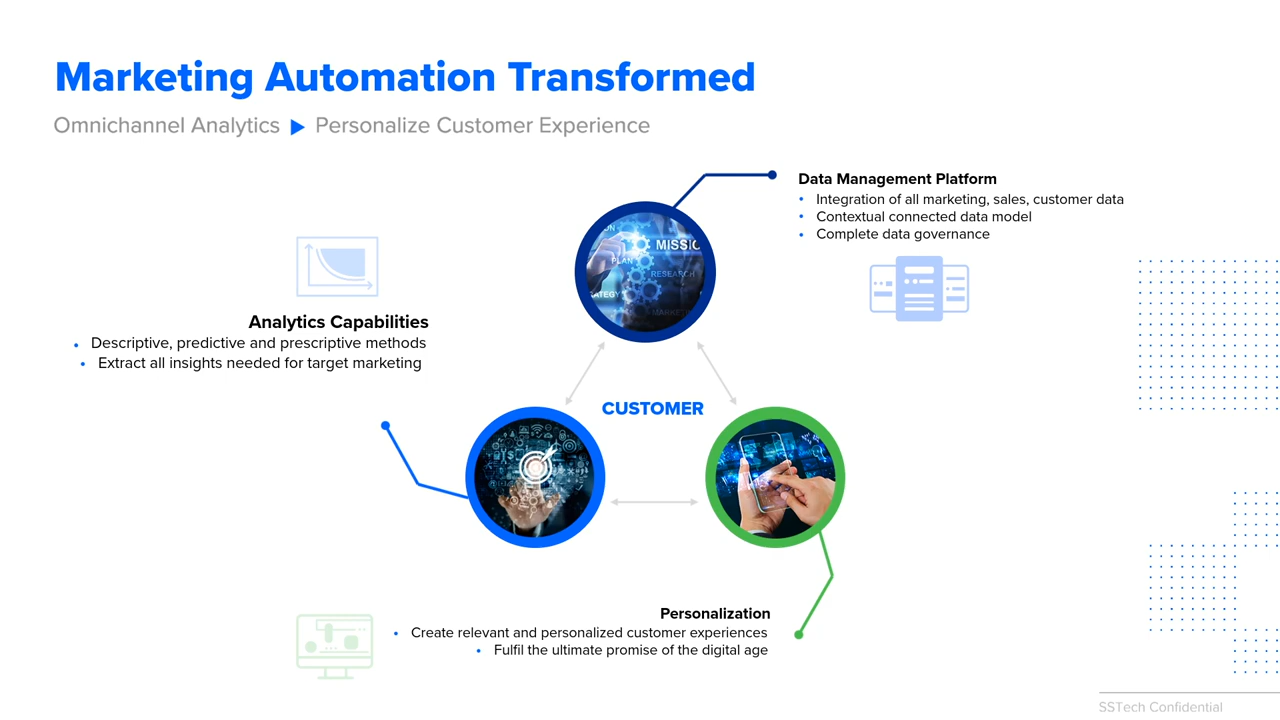 Marketing Automation Transformed
Omnichannel Analytics ▶ Personalize Customer Experience
Data Management Platform
• Integration of all marketing, sales, customer data
• Contextual connected data model
• Complete data governance
MISSIO
PLAN
RESEARCH
Analytics Capabilities
• Descriptive, predictive and prescriptive methods
• Extract all insights needed for target marketing
CUSTOMER
Personalization
• Create relevant and personalized customer experiences
• Fulfil the ultimate promise of the digital age
SSTech Confidential